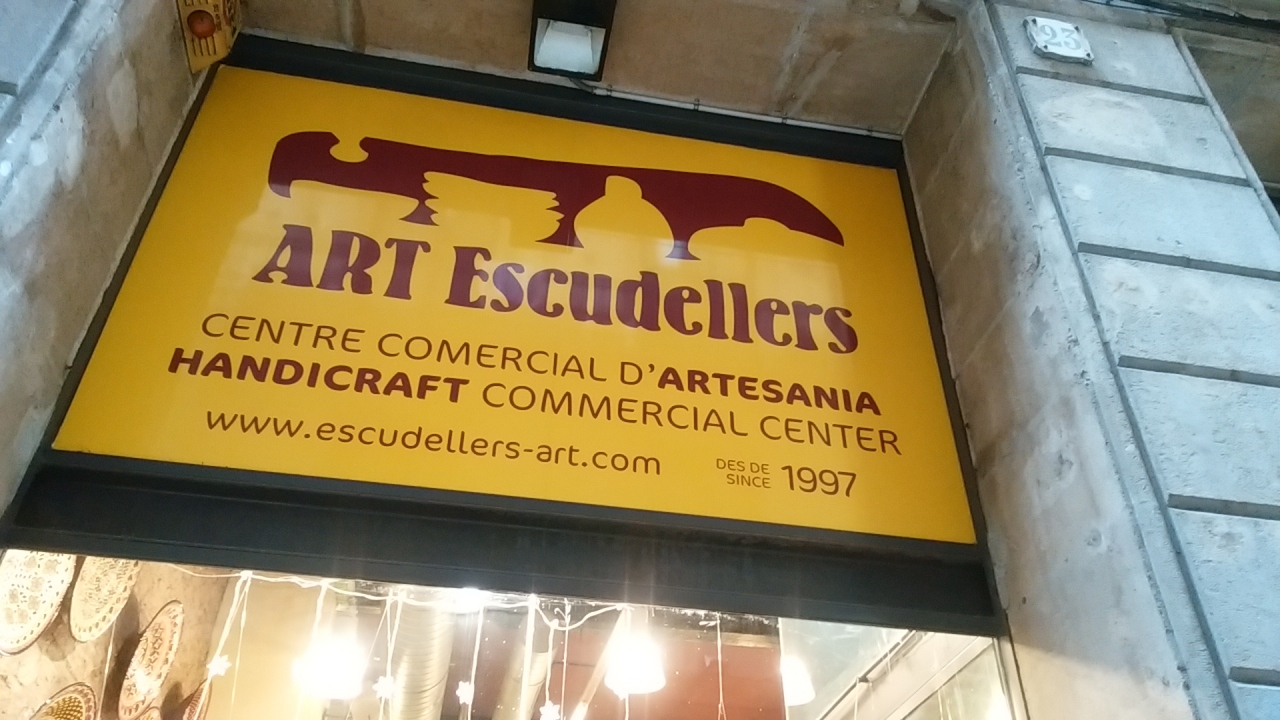 23
ART Escudellers
CENTRE COMERCIAL D'ARTESANIA
HANDICRAFT COMMERCIAL CENTER
www.escudellers-art.com
DES DE
SINCE
1997